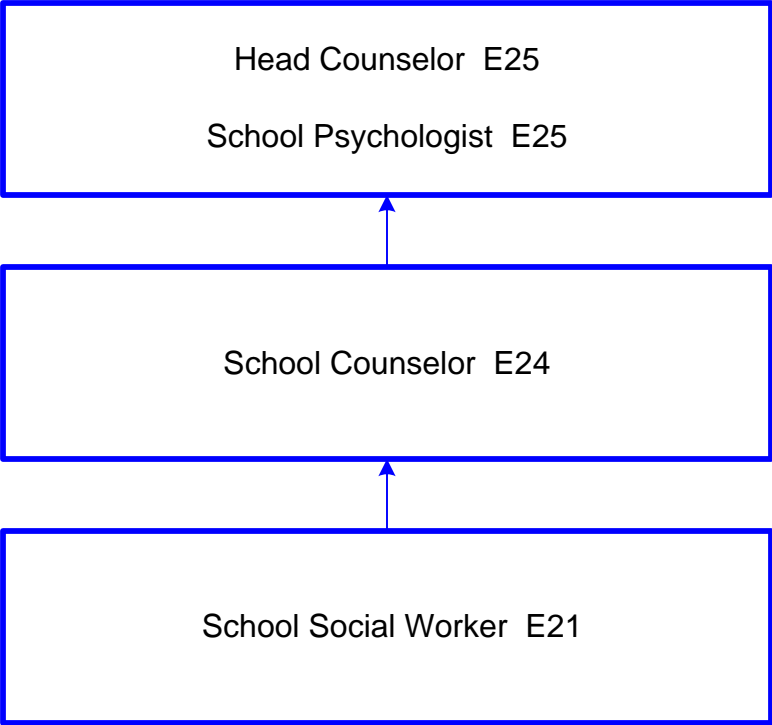 Head Counselor  E25
School Psychologist  E25
School Counselor  E24
School Social Worker  E21